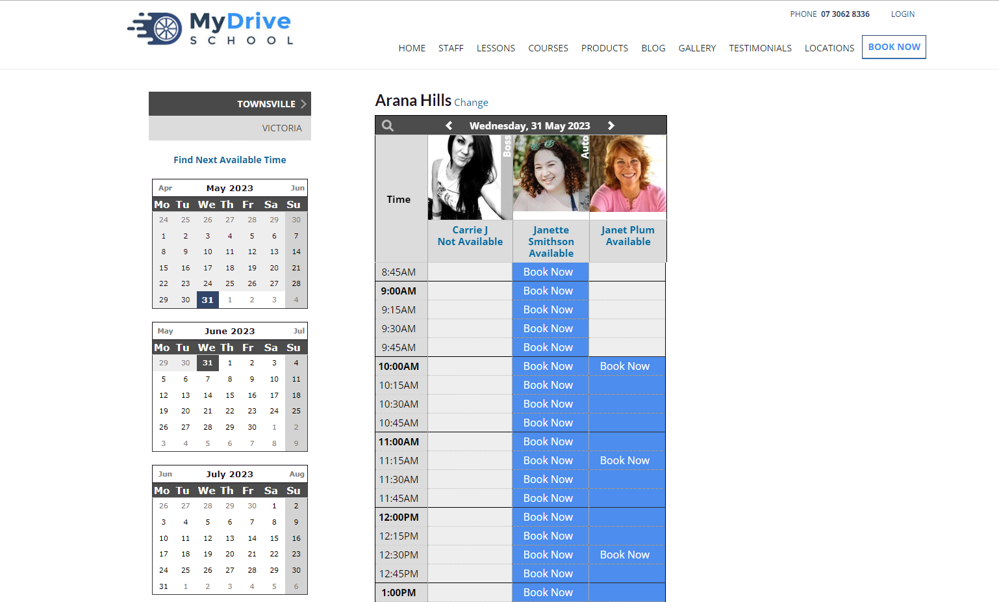 MyDrive
SCHOOL
PHONE 07 3062 8336 LOGIN
HOME STAFF LESSONS COURSES PRODUCTS BLOG GALLERY TESTIMONIALS LOCATIONS BOOK NOW
TOWNSVILLE
VICTORIA
Find Next Available Time
Apr May 2023 Jun
Mo Tu We Th Fr Sa Su
24 25 26 27 28 29 30
1 2 3 4 5 6 7
8 9 10 11 12 13 14
15 16 17 18 19 20 21
22 23 24 25 26 27 28
29 30 31 1 2 3 4
May June 2023 Jul
Mo Tu We Th Fr Sa Su
29 30 31 1 2 3 4
5 6 7 8 9 10 11
12 13 14 15 16 17 18
19 20 21 22 23 24 25
26 27 28 29 30 1 2
3 4 5 6 7 8 9
Jun July 2023 Aug
Mo Tu We Th Fr Sa Su
26 27 28 29 30 1 2
3 4 5 6 7 8 9
10 11 12 13 14 15 16
17 18 19 20 21 22 23
24 25 26 27 28 29 30
31 1 2 3 4 5 6
Arana Hills Change
Wednesday, 31 May 2023
Time
Boss
Auto
Carrie J
Not Available
Janette
Smithson
Available
Janet Plum
Available
8:45AM Book Now
9:00AM Book Now
9:15AM Book Now
9:30AM Book Now
9:45AM Book Now
10:00AM Book Now Book Now
10:15AM Book Now
10:30AM Book Now
10:45AM Book Now
11:00AM Book Now
11:15AM Book Now Book Now
11:30AM Book Now
11:45AM Book Now
12:00PM Book Now
12:15PM Book Now
12:30PM Book Now Book Now
12:45PM Book Now
1:00PM Book Now